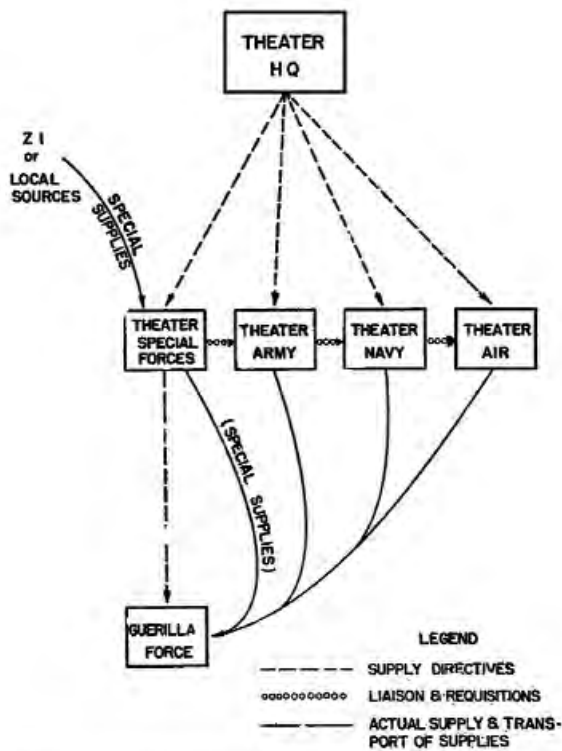 THEATER
HQ
Z I
or
LOCAL
SOURCES
SPECIAL
SUPPLIES
THEATER
SPECIAL
FORCES
THEATER
ARMY
THEATER
NAVY
THEATER
AIR
(SPECIAL SUPPLIES)
GUERILLA
FORCE
LEGEND
SUPPLY DIRECTIVES
LIAISON & REQUISITIONS
ACTUAL SUPPLY & TRANS-
PORT OF SUPPLIES